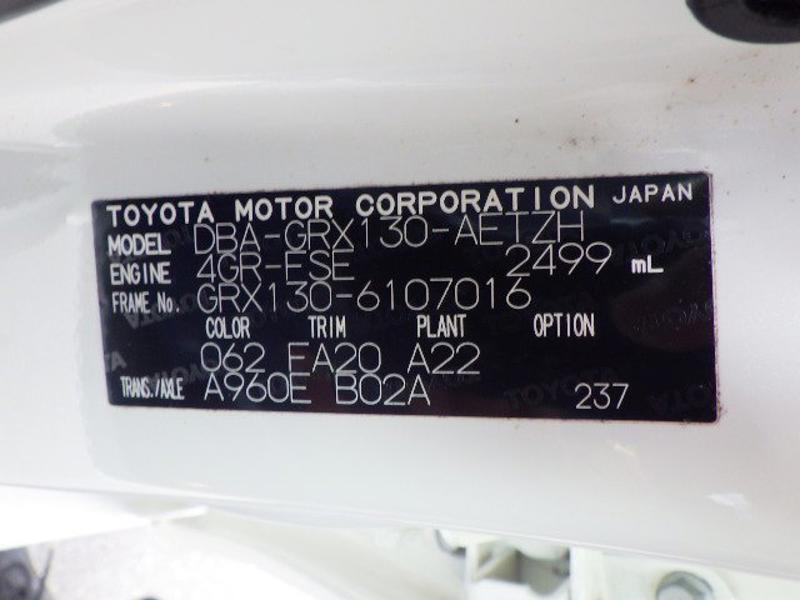 TOYOTA MOTOR CORPORATION JAPAN
MODEL DBA-GRX130-AETZH
ENGINE 4GR-FSE 2499 mL
FRAME No. GRX130-6107016
COLOR TRIM PLANT OPTION
062 FA20 A22
TRANS./AXLE A960E B02A 237